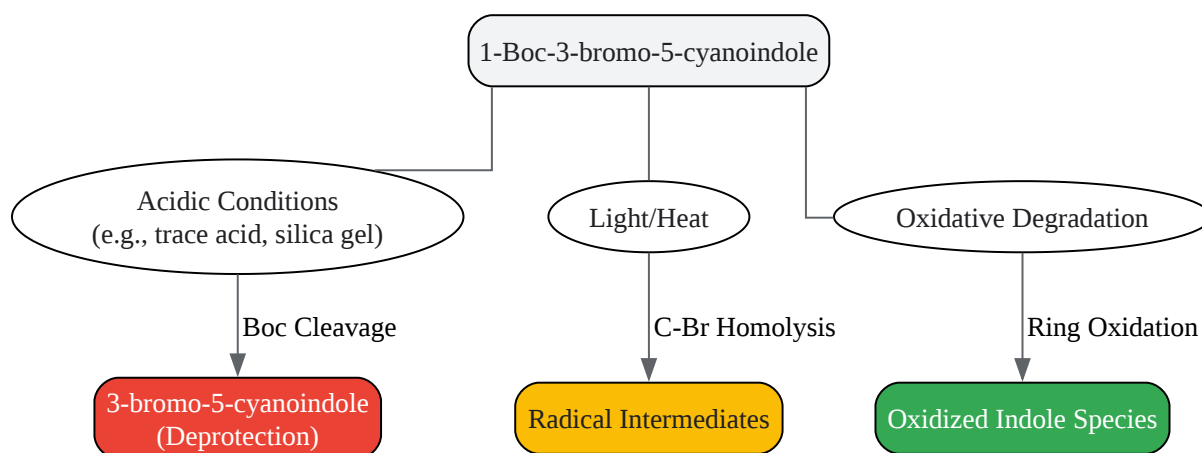 1-Boc-3-bromo-5-cyanoindole
Acidic Conditions
(e.g., trace acid, silica gel)
Light/Heat
Oxidative Degradation
Boc Cleavage
C-Br Homolysis
Ring Oxidation
3-bromo-5-cyanoindole
(Deprotection)
Radical Intermediates
Oxidized Indole Species